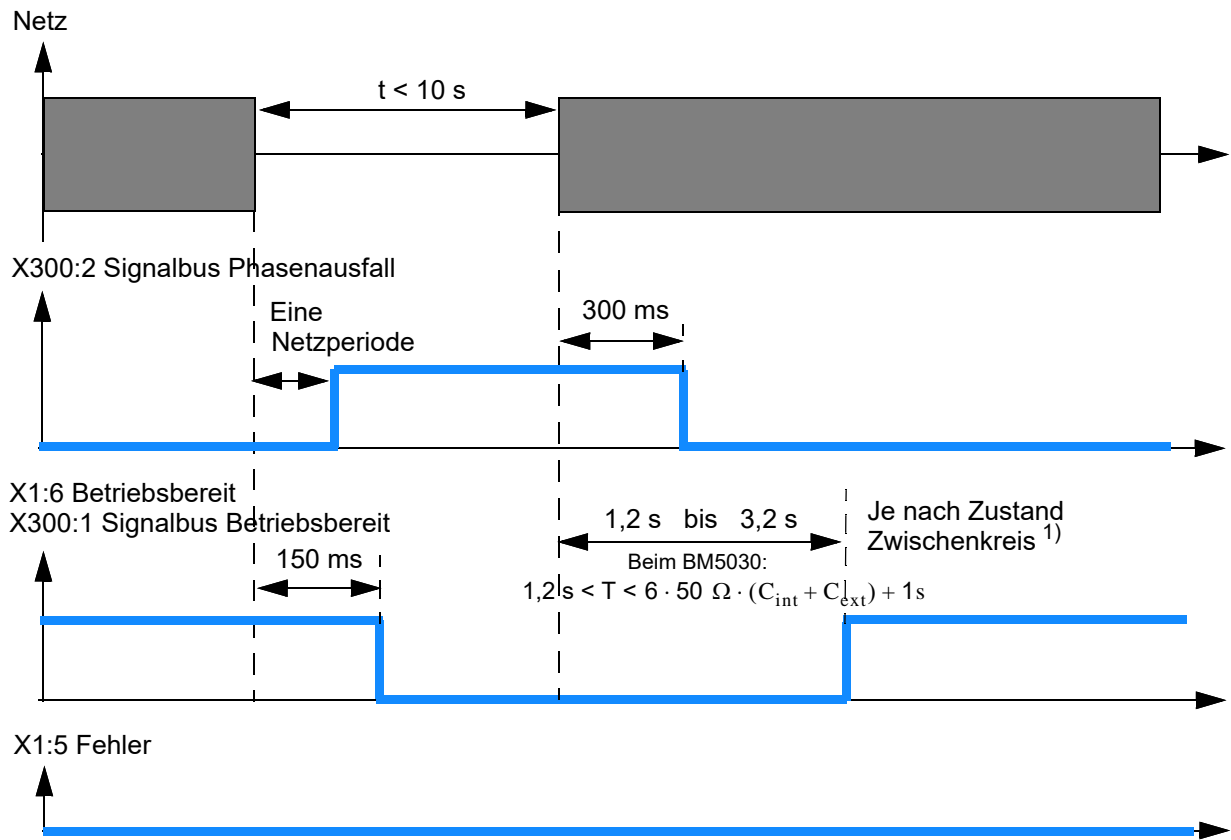 Netz
t < 10 s
X300:2 Signalbus Phasenausfall
Eine
Netzperiode
300 ms
X1:6 Betriebsbereit
X300:1 Signalbus Betriebsbereit
150 ms
1,2 s bis 3,2 s
Beim BM5030:
1,2 s < T < 6 · 50 Ω · (C_int + C_ext) + 1s
Je nach Zustand
Zwischenkreis 1)
X1:5 Fehler